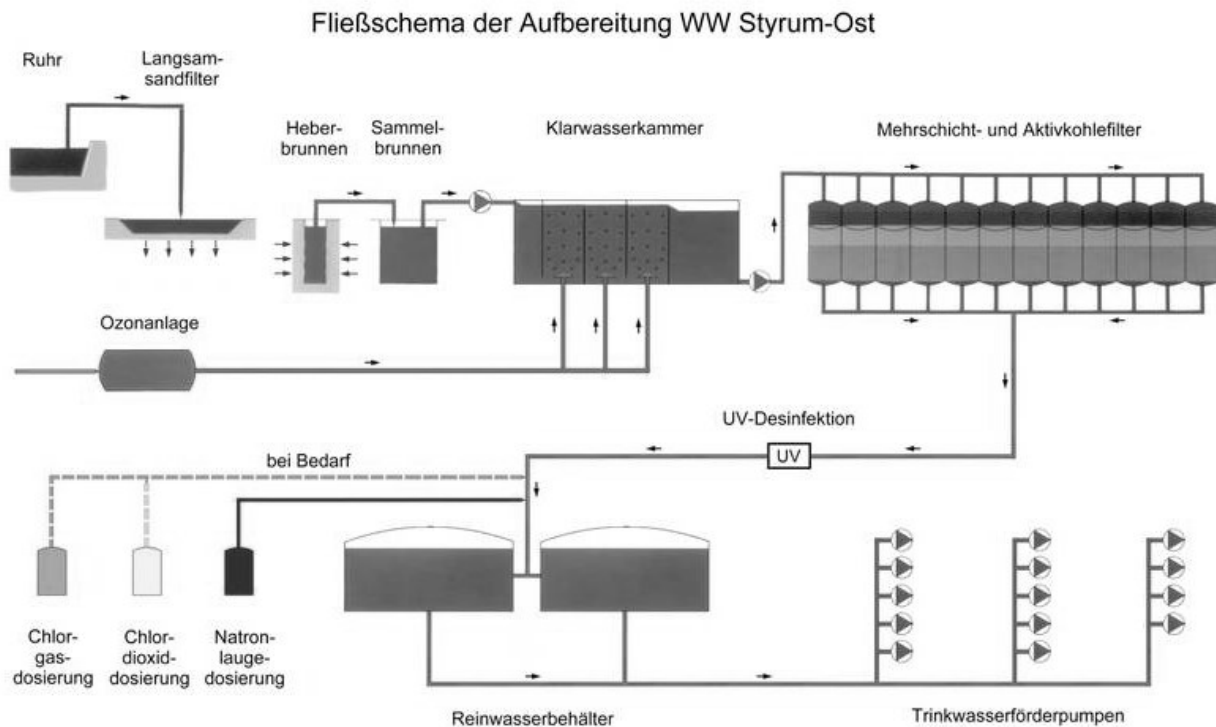 Fließschema der Aufbereitung WW Styrum-Ost
Ruhr
Langsam-
sandfilter
Heber-
brunnen
Sammel-
brunnen
Klarwasserkammer
Mehrschicht- und Aktivkohlefilter
Ozonanlage
UV-Desinfektion
UV
bei Bedarf
Chlor-
gas-
dosierung
Chlor-
dioxid-
dosierung
Natron-
lauge-
dosierung
Reinwasserbehälter
Trinkwasserförderpumpen